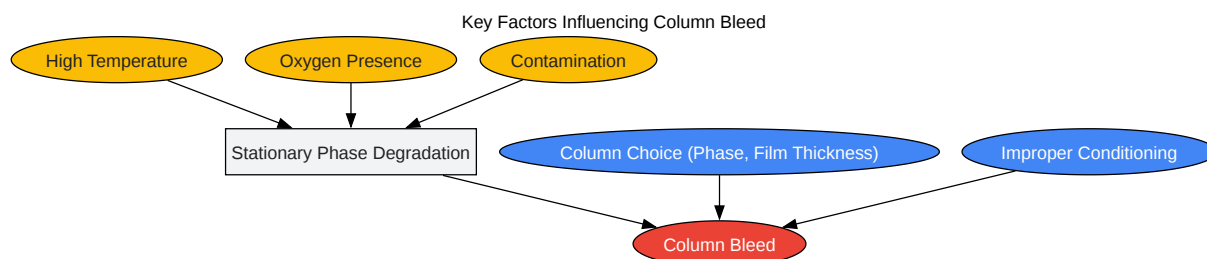 Key Factors Influencing Column Bleed
High Temperature
Oxygen Presence
Contamination
Stationary Phase Degradation
Column Choice (Phase, Film Thickness)
Improper Conditioning
Column Bleed